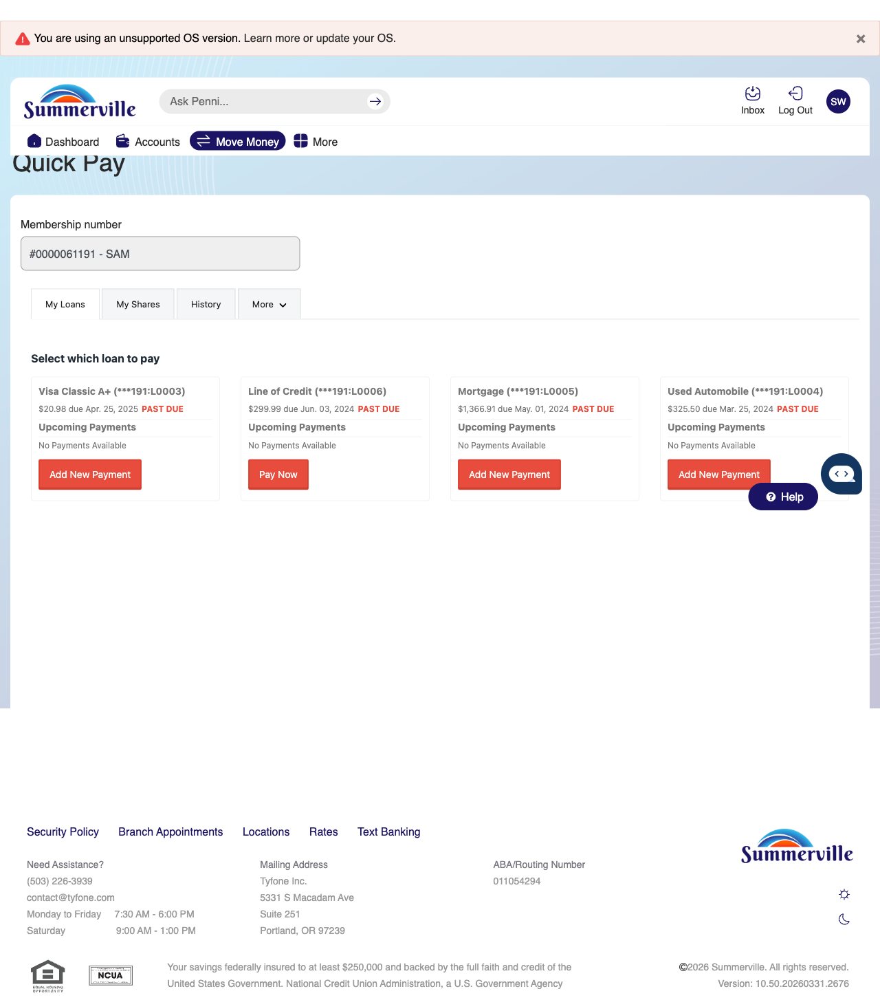 You are using an unsupported OS version. Learn more or update your OS.
Summerville
Ask Penni...
Inbox
Log Out
SW
Dashboard
Accounts
Move Money
More
Quick Pay
Membership number
#0000061191 - SAM
My Loans
My Shares
History
More
Select which loan to pay
Visa Classic A+ (***191:L0003)
$20.98 due Apr. 25, 2025 PAST DUE
Upcoming Payments
No Payments Available
Add New Payment
Line of Credit (***191:L0006)
$299.99 due Jun. 03, 2024 PAST DUE
Upcoming Payments
No Payments Available
Pay Now
Mortgage (***191:L0005)
$1,366.91 due May. 01, 2024 PAST DUE
Upcoming Payments
No Payments Available
Add New Payment
Used Automobile (***191:L0004)
$325.50 due Mar. 25, 2024 PAST DUE
Upcoming Payments
No Payments Available
Add New Payment
Help
Security Policy
Branch Appointments
Locations
Rates
Text Banking
Summerville
Need Assistance?
(503) 226-3939
contact@tyfone.com
Monday to Friday 7:30 AM - 6:00 PM
Saturday 9:00 AM - 1:00 PM
Mailing Address
Tyfone Inc.
5331 S Macadam Ave
Suite 251
Portland, OR 97239
ABA/Routing Number
011054294
EQUAL HOUSING
OPPORTUNITY
NCUA
Your savings federally insured to at least $250,000 and backed by the full faith and credit of the
United States Government. National Credit Union Administration, a U.S. Government Agency
©2026 Summerville. All rights reserved.
Version: 10.50.20260331.2676